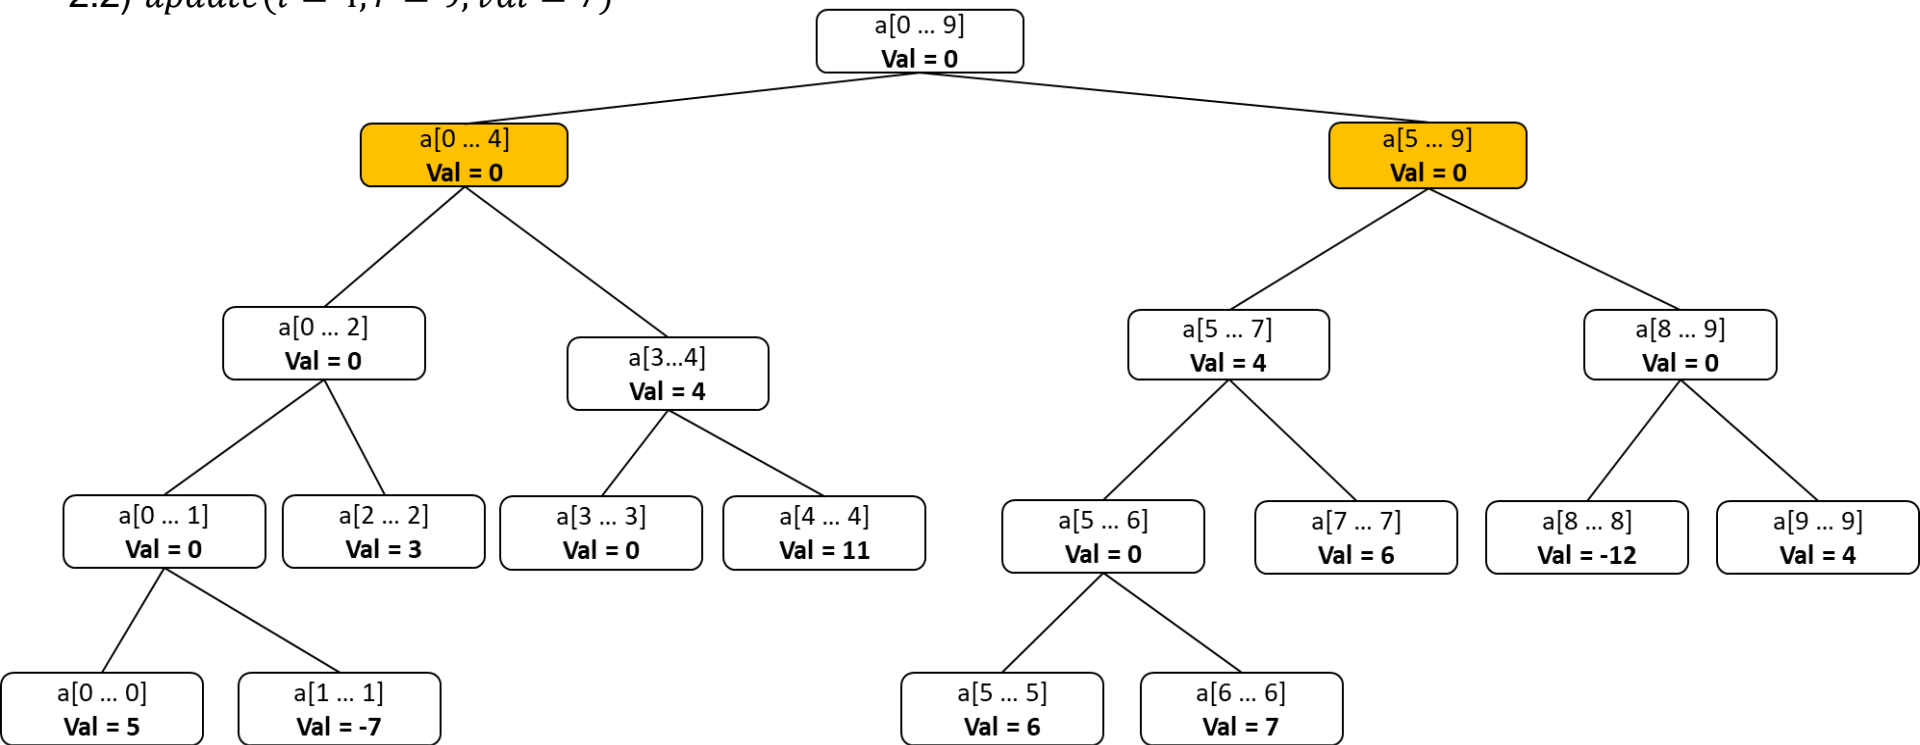 a[0 ... 9]
Val = 0
a[0 ... 4]
Val = 0
a[5 ... 9]
Val = 0
a[0 ... 2]
Val = 0
a[3...4]
Val = 4
a[5 ... 7]
Val = 4
a[8 ... 9]
Val = 0
a[0 ... 1]
Val = 0
a[2 ... 2]
Val = 3
a[3 ... 3]
Val = 0
a[4 ... 4]
Val = 11
a[5 ... 6]
Val = 0
a[7 ... 7]
Val = 6
a[8 ... 8]
Val = -12
a[9 ... 9]
Val = 4
a[0 ... 0]
Val = 5
a[1 ... 1]
Val = -7
a[5 ... 5]
Val = 6
a[6 ... 6]
Val = 7